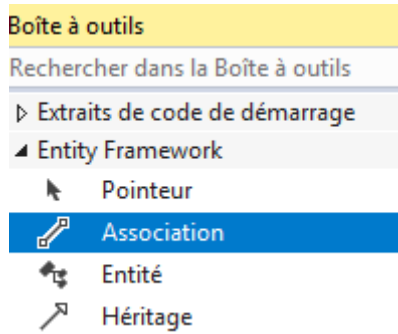 Boîte à outils
Rechercher dans la Boîte à outils
Extraits de code de démarrage
Entity Framework
Pointeur
Association
Entité
Héritage